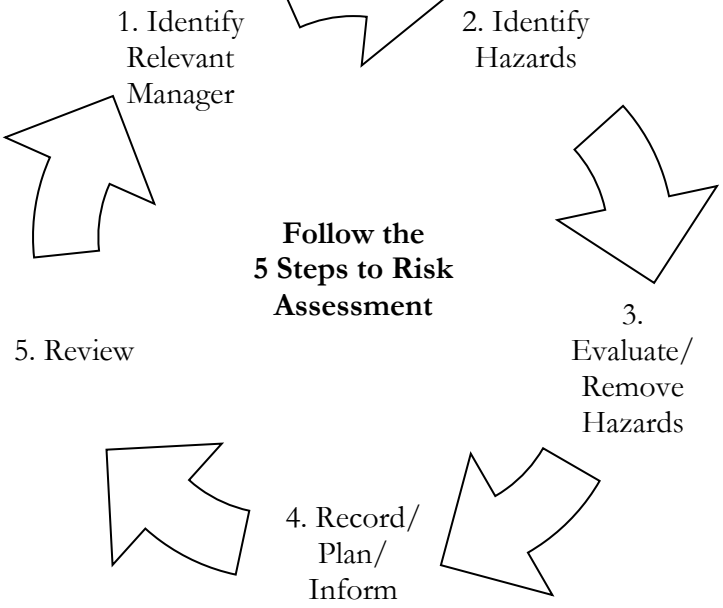 1. Identify
Relevant
Manager
2. Identify
Hazards
Follow the
5 Steps to Risk
Assessment
3.
Evaluate/
Remove
Hazards
4. Record/
Plan/
Inform
5. Review